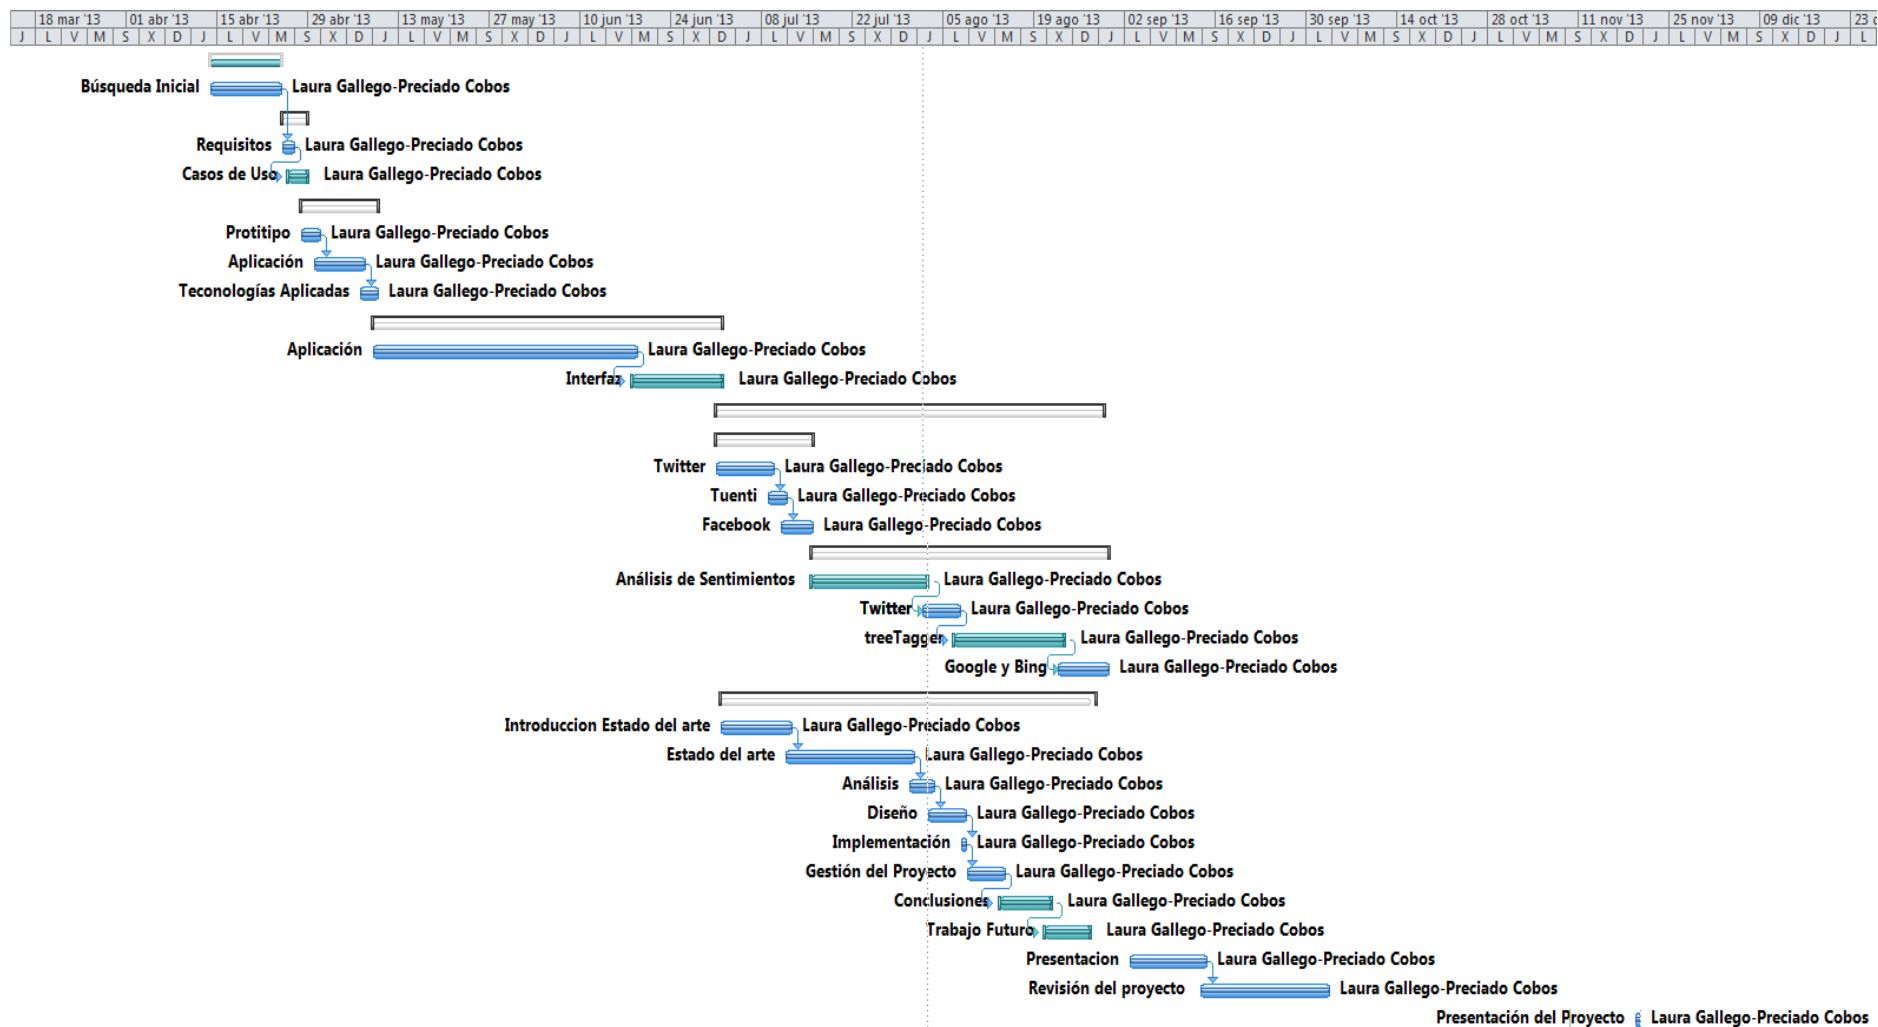 18 mar '13 01 abr '13 15 abr '13 29 abr '13 13 may '13 27 may '13 10 jun '13 24 jun '13 08 jul '13 22 jul '13 05 ago '13 19 ago '13 02 sep '13 16 sep '13 30 sep '13 14 oct '13 28 oct '13 11 nov '13 25 nov '13 09 dic '13 23
J L V M S X D J L V M S X D J L V M S X D J L V M S X D J L V M S X D J L V M S X D J L V M S X D J L V M S X D J L V M S X D J L V M S X D J L
Búsqueda Inicial Laura Gallego-Preciado Cobos
Requisitos Laura Gallego-Preciado Cobos
Casos de Uso Laura Gallego-Preciado Cobos
Protitipo Laura Gallego-Preciado Cobos
Aplicación Laura Gallego-Preciado Cobos
Teconologías Aplicadas Laura Gallego-Preciado Cobos
Aplicación Laura Gallego-Preciado Cobos
Interfaz Laura Gallego-Preciado Cobos
Twitter Laura Gallego-Preciado Cobos
Tuenti Laura Gallego-Preciado Cobos
Facebook Laura Gallego-Preciado Cobos
Análisis de Sentimientos Laura Gallego-Preciado Cobos
Twitter Laura Gallego-Preciado Cobos
treeTagger Laura Gallego-Preciado Cobos
Google y Bing Laura Gallego-Preciado Cobos
Introduccion Estado del arte Laura Gallego-Preciado Cobos
Estado del arte Laura Gallego-Preciado Cobos
Análisis Laura Gallego-Preciado Cobos
Diseño Laura Gallego-Preciado Cobos
Implementación Laura Gallego-Preciado Cobos
Gestión del Proyecto Laura Gallego-Preciado Cobos
Conclusiones Laura Gallego-Preciado Cobos
Trabajo Futuro Laura Gallego-Preciado Cobos
Presentacion Laura Gallego-Preciado Cobos
Revisión del proyecto Laura Gallego-Preciado Cobos
Presentación del Proyecto Laura Gallego-Preciado Cobos